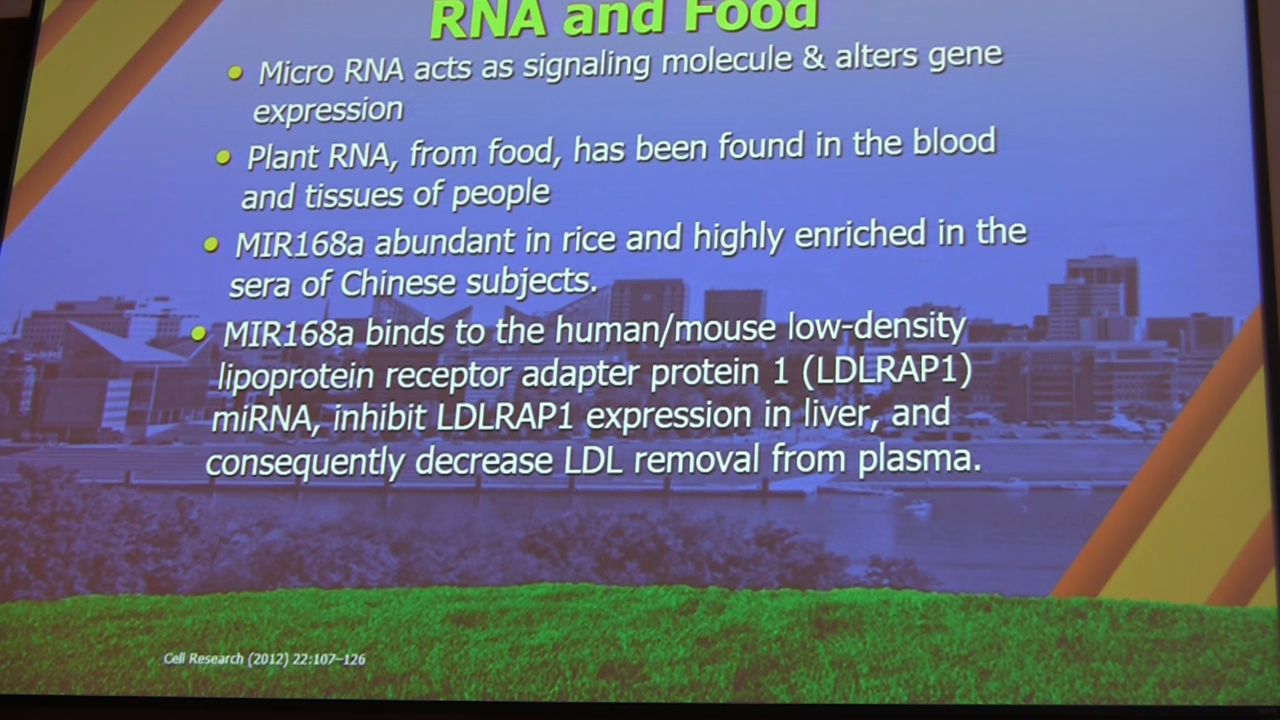 RNA and Food
• Micro RNA acts as signaling molecule & alters gene
expression
• Plant RNA, from food, has been found in the blood
and tissues of people
• MIR168a abundant in rice and highly enriched in the
sera of Chinese subjects.
• MIR168a binds to the human/mouse low-density
lipoprotein receptor adapter protein 1 (LDLRAP1)
miRNA, inhibit LDLRAP1 expression in liver, and
consequently decrease LDL removal from plasma.
Cell Research (2012) 22:107–126